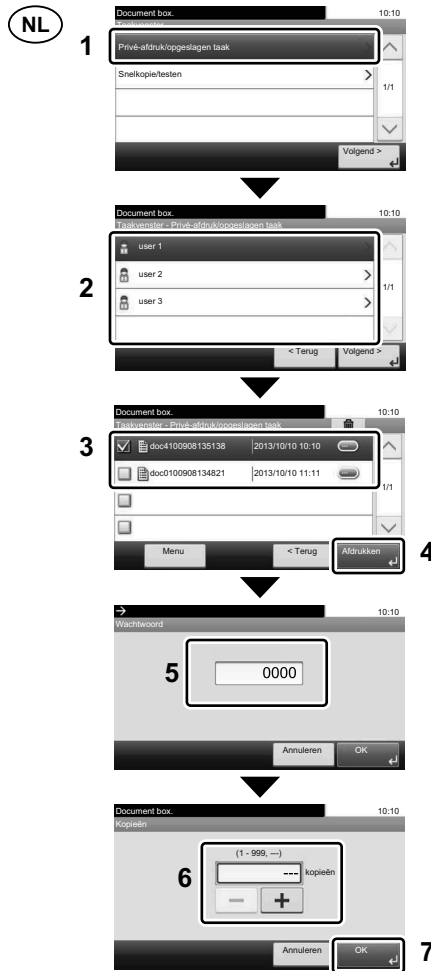 NL
Document box. 10:10
Taakvenster
1
Privé-afdruk/opgeslagen taak
Snelkopie/testen
1/1
Volgend >
Document box. 10:10
Taakvenster - Privé-afdruk/opgeslagen taak
user 1
2
user 2
1/1
user 3
< Terug Volgend >
Document box. 10:10
Taakvenster - Privé-afdruk/opgeslagen taak
3
doc4100908135138 2013/10/10 10:10
doc0100908134821 2013/10/10 11:11
1/1
Menu < Terug Afdrukken
4
10:10
Wachtwoord
5
0000
Annuleren OK
Document box. 10:10
Kopieën
(1 - 999, ---)
6
--- kopieën
Annuleren OK
7